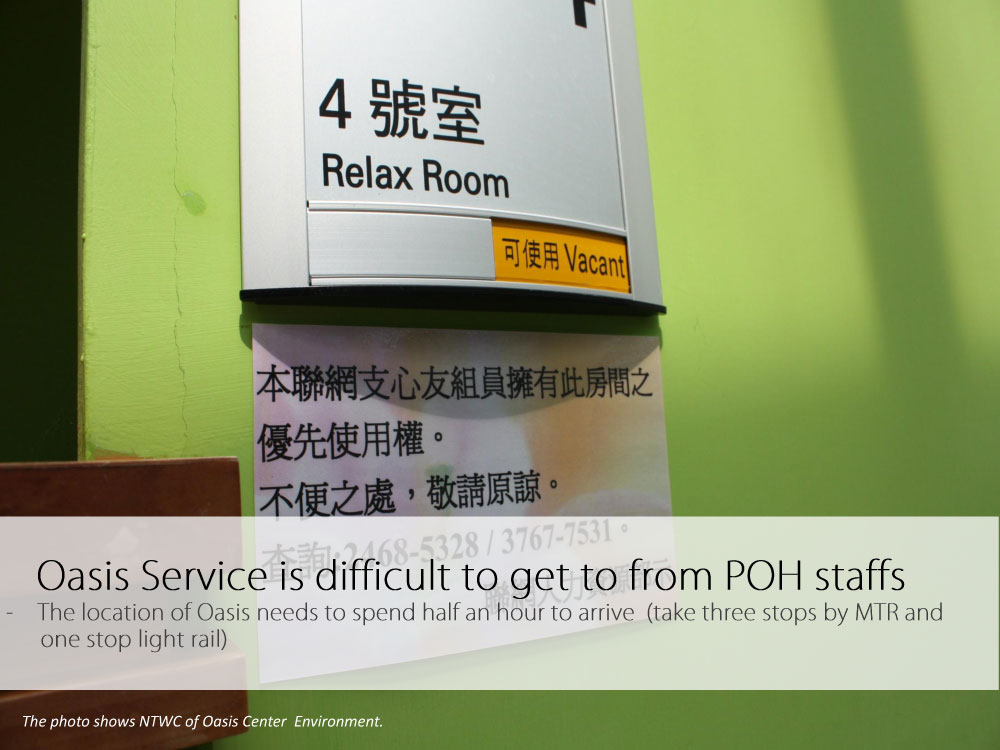 4 號室
Relax Room
可使用 Vacant
本聯網支心友組員擁有此房間之
優先使用權。
不便之處，敬請原諒。
查詢:2468-5328 / 3767-7531。
Oasis Service is difficult to get to from POH staffs
- The location of Oasis needs to spend half an hour to arrive (take three stops by MTR and
one stop light rail)
The photo shows NTWC of Oasis Center Environment.